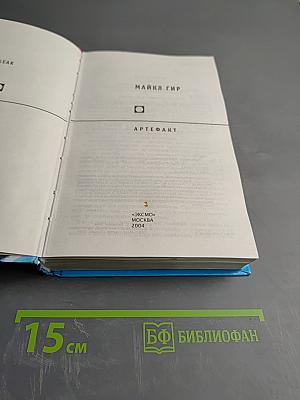 МАЙКЛ ГИР
АРТЕФАКТ
«ЭКСМО»
МОСКВА
2004
15 см
БФ БИБЛИОФАН